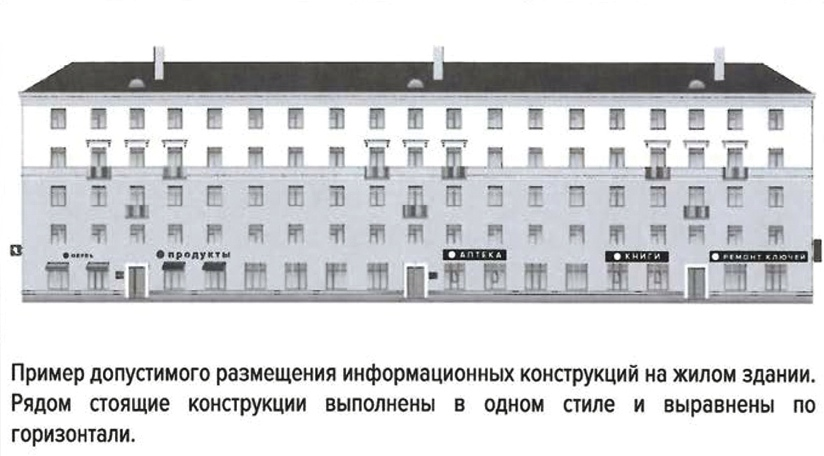 продукты
АПТЕКА
КНИГИ
РЕМОНТ КЛЮЧЕЙ
Пример допустимого размещения информационных конструкций на жилом здании.
Рядом стоящие конструкции выполнены в одном стиле и выравнены по
горизонтали.